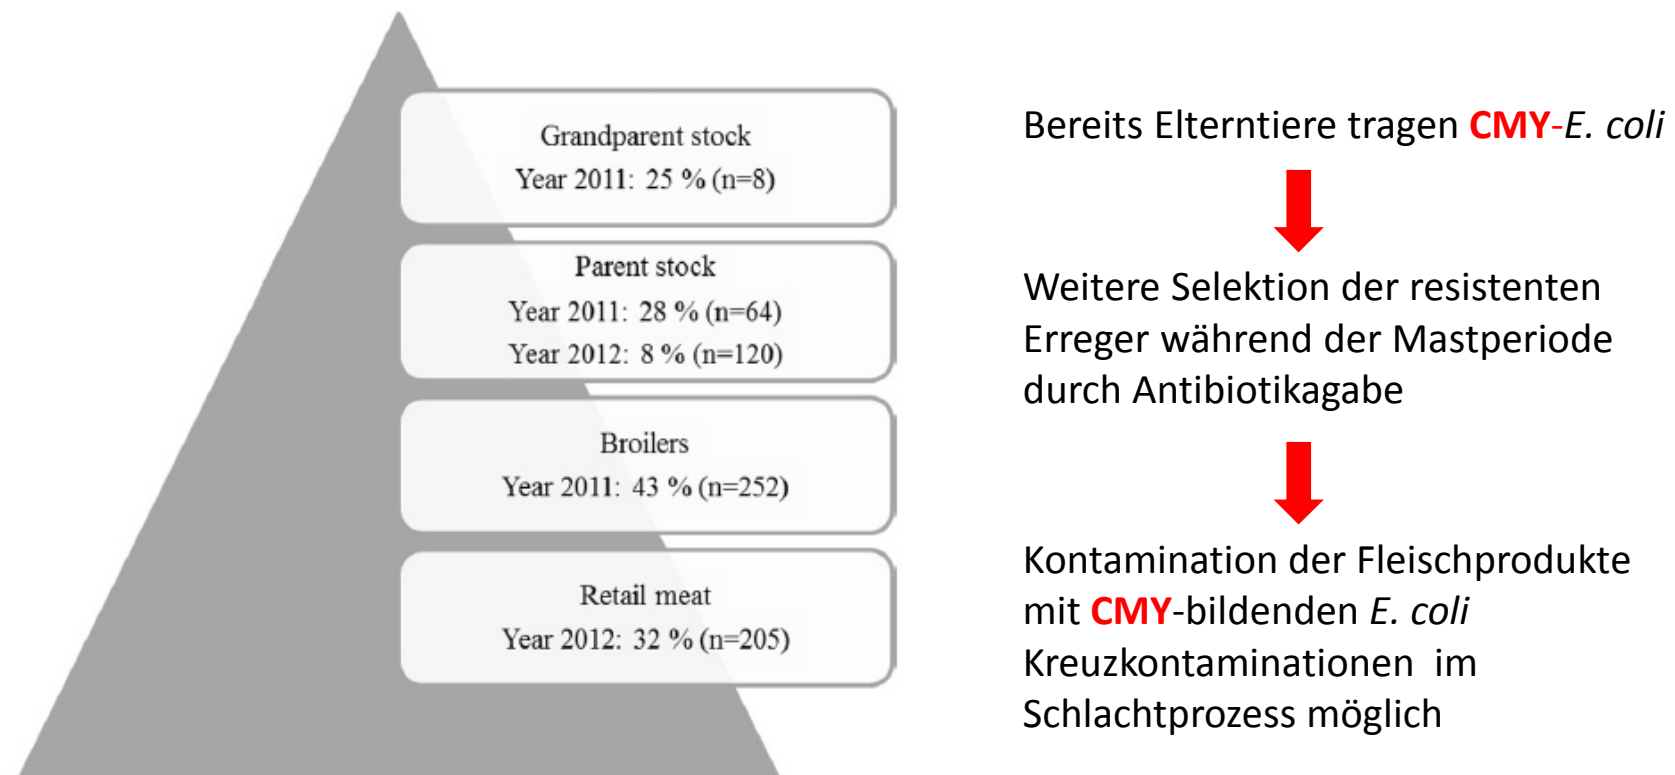 Grandparent stock
Year 2011: 25 % (n=8)
Parent stock
Year 2011: 28 % (n=64)
Year 2012: 8 % (n=120)
Broilers
Year 2011: 43 % (n=252)
Retail meat
Year 2012: 32 % (n=205)
Bereits Elterntiere tragen CMY-E. coli
Weitere Selektion der resistenten
Erreger während der Mastperiode
durch Antibiotikagabe
Kontamination der Fleischprodukte
mit CMY-bildenden E. coli
Kreuzkontaminationen im
Schlachtprozess möglich